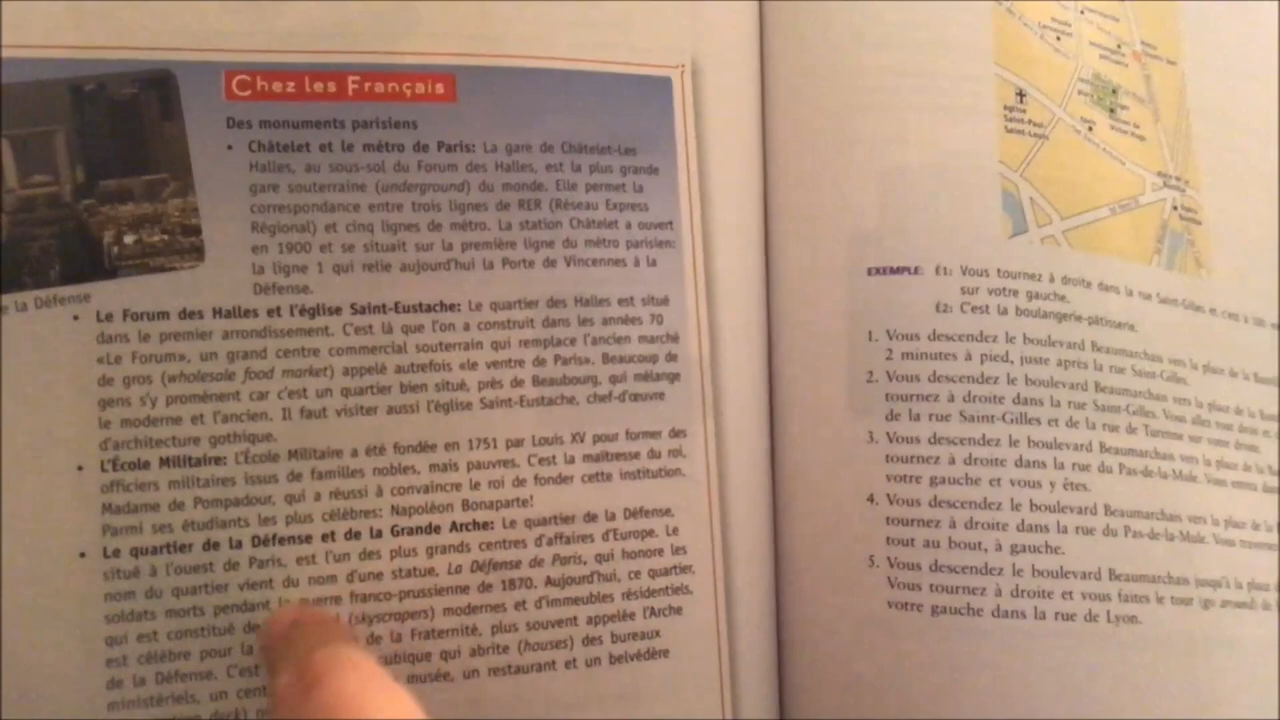 Chez les Français
Des monuments parisiens
• Châtelet et le métro de Paris: La gare de Châtelet-Les
Halles, au sous-sol du Forum des Halles, est la plus grande
gare souterraine (underground) du monde. Elle permet la
correspondance entre trois lignes de RER (Réseau Express
Régional) et cinq lignes de métro. La station Châtelet a ouvert
en 1900 et se situait sur la première ligne du métro parisien:
la ligne 1 qui relie aujourd'hui la Porte de Vincennes à la
Défense.
e la Défense
• Le Forum des Halles et l'église Saint-Eustache: Le quartier des Halles est situé
dans le premier arrondissement. C'est là que l'on a construit dans les années 70
«Le Forum», un grand centre commercial souterrain qui remplace l'ancien marché
de gros (wholesale food market) appelé autrefois «le ventre de Paris». Beaucoup de
gens s'y promènent car c'est un quartier bien situé, près de Beaubourg, qui mélange
le moderne et l'ancien. Il faut visiter aussi l'église Saint-Eustache, chef-d'œuvre
d'architecture gothique.
• L'École Militaire: L'École Militaire a été fondée en 1751 par Louis XV pour former des
officiers militaires issus de familles nobles, mais pauvres. C'est la maîtresse du roi,
Madame de Pompadour, qui a réussi à convaincre le roi de fonder cette institution.
Parmi ses étudiants les plus célèbres: Napoléon Bonaparte!
• Le quartier de la Défense et de la Grande Arche: Le quartier de la Défense,
situé à l'ouest de Paris, est l'un des plus grands centres d'affaires d'Europe. Le
nom du quartier vient du nom d'une statue, La Défense de Paris, qui honore les
soldats morts pendant la guerre franco-prussienne de 1870. Aujourd'hui, ce quartier,
qui est constitué de (skyscrapers) modernes et d'immeubles résidentiels,
est célèbre pour la de la Fraternité, plus souvent appelée l'Arche
de la Défense. C'est cubique qui abrite (houses) des bureaux
ministériels, un musée, un restaurant et un belvédère
deck)
église
Saint-Paul
Saint-Louis
EXEMPLE: É1: Vous tournez à droite dans la rue Saint-Gilles et c'est à
sur votre gauche.
É2: C'est la boulangerie-pâtisserie.
1. Vous descendez le boulevard Beaumarchais vers la place de la
2 minutes à pied, juste après la rue Saint-Gilles.
2. Vous descendez le boulevard Beaumarchais vers la place de la
tournez à droite dans la rue Saint-Gilles. Vous allez tout droit et
de la rue Saint-Gilles et de la rue de Turenne sur votre droite.
3. Vous descendez le boulevard Beaumarchais vers la place de la
tournez à droite dans la rue du Pas-de-la-Mule. Vous
votre gauche et vous y êtes.
4. Vous descendez le boulevard Beaumarchais vers la place de la
tournez à droite dans la rue du Pas-de-la-Mule. Vous
tout au bout, à gauche.
5. Vous descendez le boulevard Beaumarchais jusqu'à la place
Vous tournez à droite et vous faites le tour (go around) de
votre gauche dans la rue de Lyon.